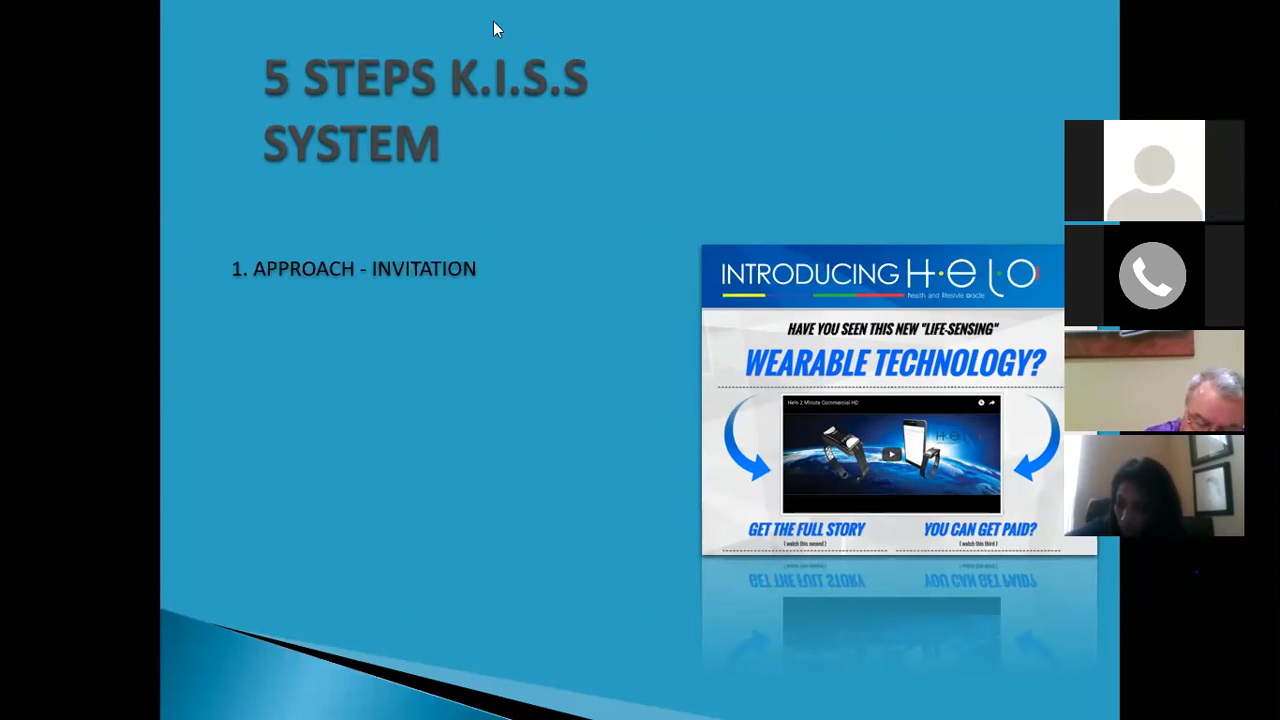 5 STEPS K.I.S.S
SYSTEM
1. APPROACH - INVITATION
INTRODUCING Helo
health and lifestyle oracle
HAVE YOU SEEN THIS NEW "LIFE-SENSING"
WEARABLE TECHNOLOGY?
Helo 2 Minute Commercial HD
GET THE FULL STORY
( watch this second )
YOU CAN GET PAID?
( watch this third )